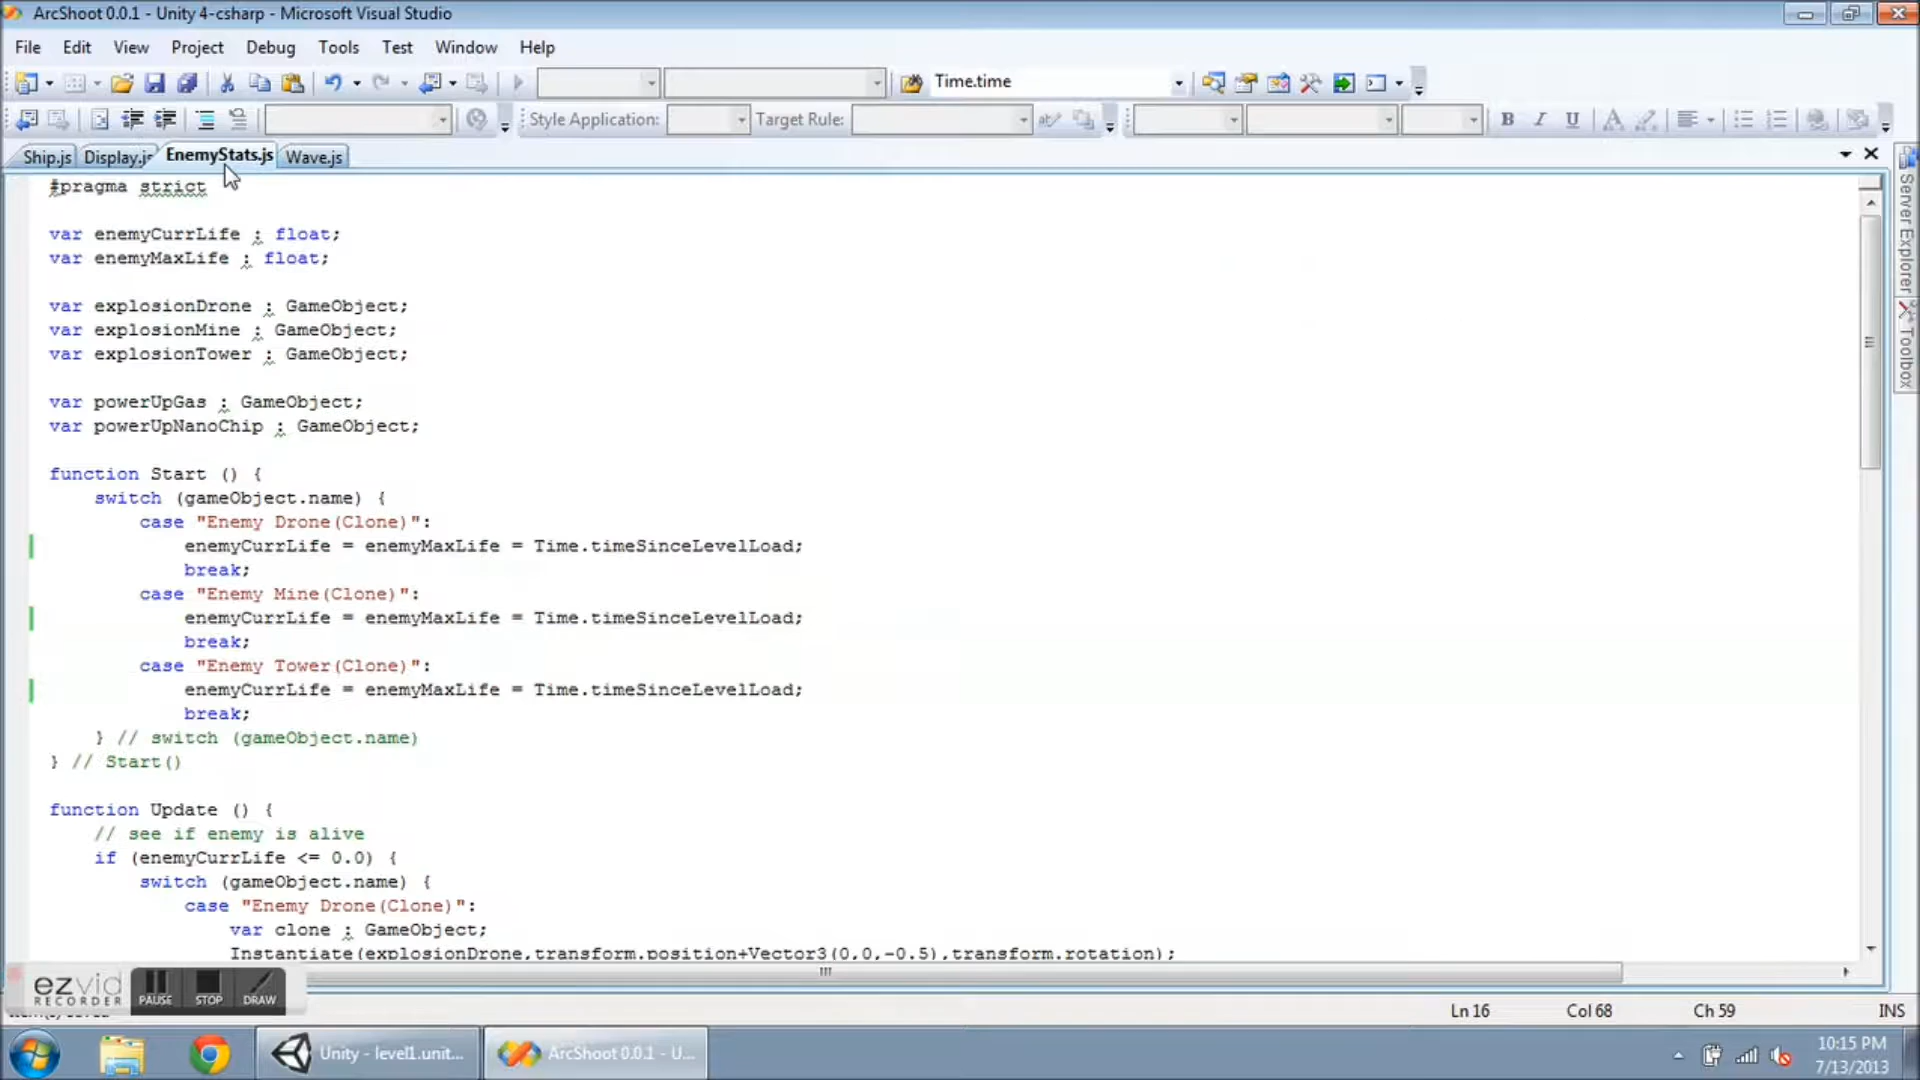 ArcShoot 0.0.1 - Unity 4-csharp - Microsoft Visual Studio
File Edit View Project Debug Tools Test Window Help
Time.time
Style Application: Target Rule: B I U A
Ship.js Display.js EnemyStats.js Wave.js
#pragma strict
var enemyCurrLife : float;
var enemyMaxLife : float;
var explosionDrone : GameObject;
var explosionMine : GameObject;
var explosionTower : GameObject;
var powerUpGas : GameObject;
var powerUpNanoChip : GameObject;
function Start () {
switch (gameObject.name) {
case "Enemy Drone(Clone)":
enemyCurrLife = enemyMaxLife = Time.timeSinceLevelLoad;
break;
case "Enemy Mine(Clone)":
enemyCurrLife = enemyMaxLife = Time.timeSinceLevelLoad;
break;
case "Enemy Tower(Clone)":
enemyCurrLife = enemyMaxLife = Time.timeSinceLevelLoad;
break;
} // switch (gameObject.name)
} // Start()
function Update () {
// see if enemy is alive
if (enemyCurrLife <= 0.0) {
switch (gameObject.name) {
case "Enemy Drone(Clone)":
var clone : GameObject;
Instantiate(explosionDrone,transform.position+Vector3(0,0,-0.5),transform.rotation);
Server Explorer
Toolbox
ezvid
RECORDER
PAUSE STOP DRAW
Ln 16 Col 68 Ch 59 INS
Unity - level1.unit...
ArcShoot 0.0.1 - U...
10:15 PM
7/13/2013